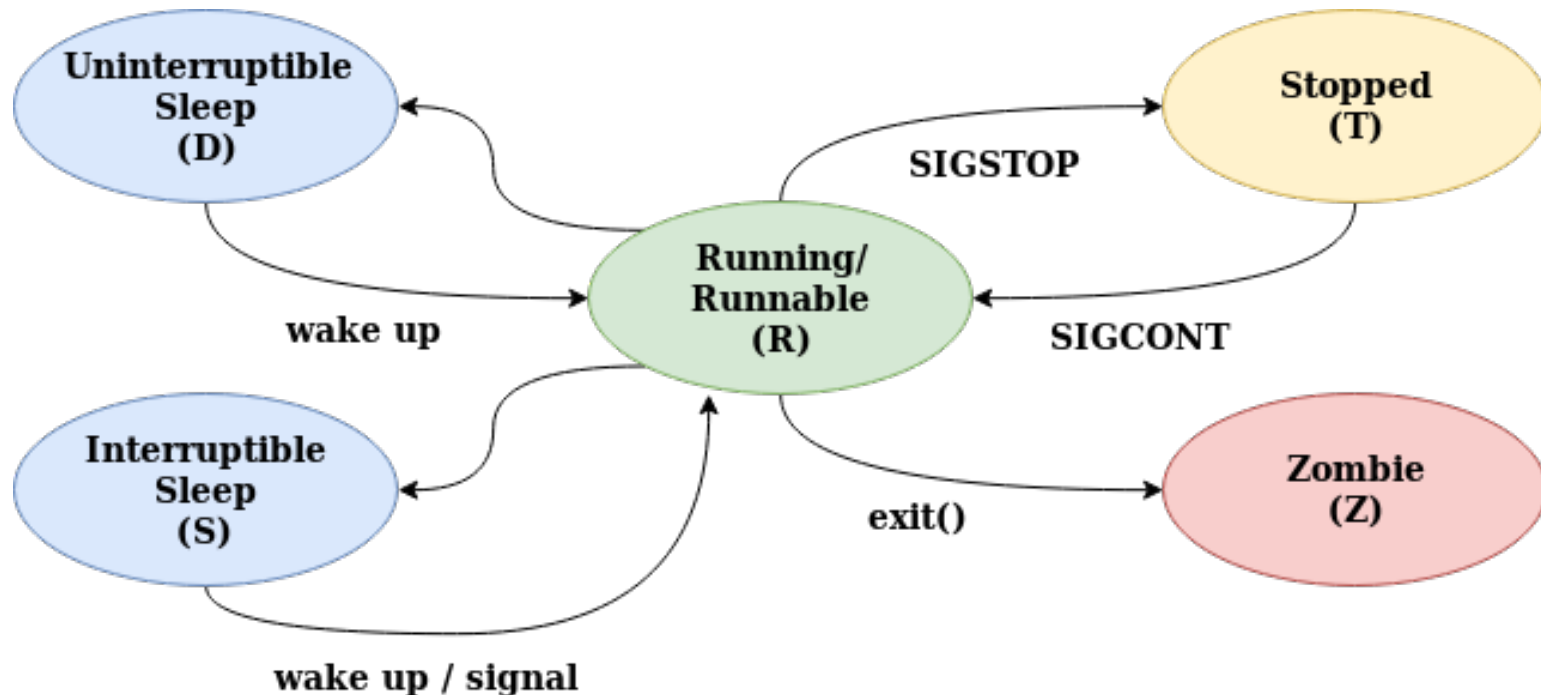 Uninterruptible
Sleep
(D)
Stopped
(T)
SIGSTOP
Running/
Runnable
(R)
wake up
SIGCONT
Interruptible
Sleep
(S)
Zombie
(Z)
exit()
wake up / signal